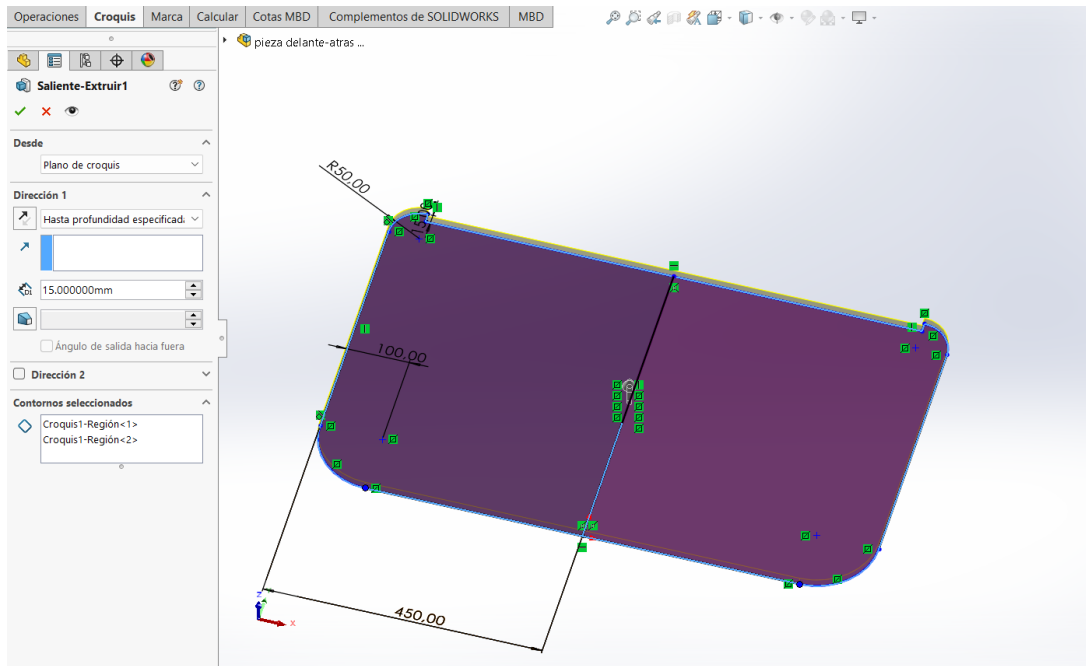 Operaciones Croquis Marca Calcular Cotas MBD Complementos de SOLIDWORKS MBD
pieza delante-atras ...
Saliente-Extruir1
Desde
Plano de croquis
Dirección 1
Hasta profundidad especificada
15.000000mm
Ángulo de salida hacia fuera
Dirección 2
Contornos seleccionados
Croquis1-Región<1>
Croquis1-Región<2>
R50,00
100,00
450,00
z
x